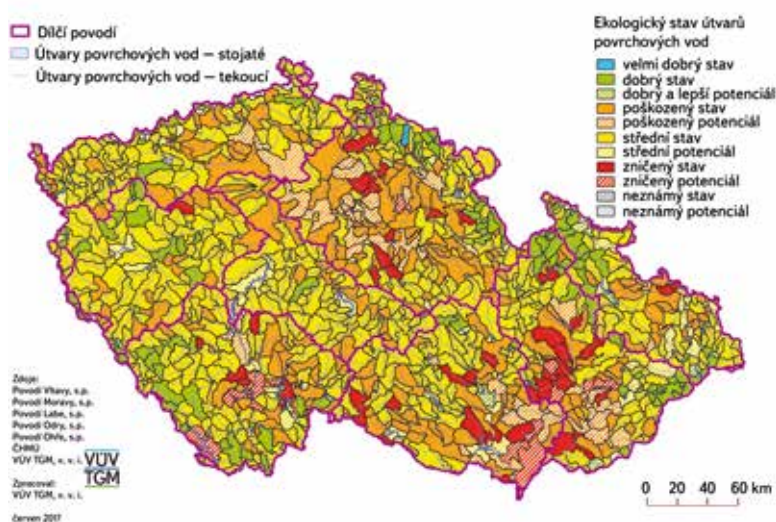 Dílčí povodí
Útvary povrchových vod – stojaté
Útvary povrchových vod – tekoucí
Ekologický stav útvarů
povrchových vod
velmi dobrý stav
dobrý stav
dobrý a lepší potenciál
poškozený stav
poškozený potenciál
střední stav
střední potenciál
zničený stav
zničený potenciál
neznámý stav
neznámý potenciál
Zdroje:
Povodí Vltavy, s.p.
Povodí Moravy, s.p.
Povodí Labe, s.p.
Povodí Odry, s.p.
Povodí Ohře, s.p.
ČHMÚ
VÚV TGM, v. v. i.
VÚV
TGM
Zpracoval:
VÚV TGM, v. v. i.
červen 2017
0 20 40 60 km